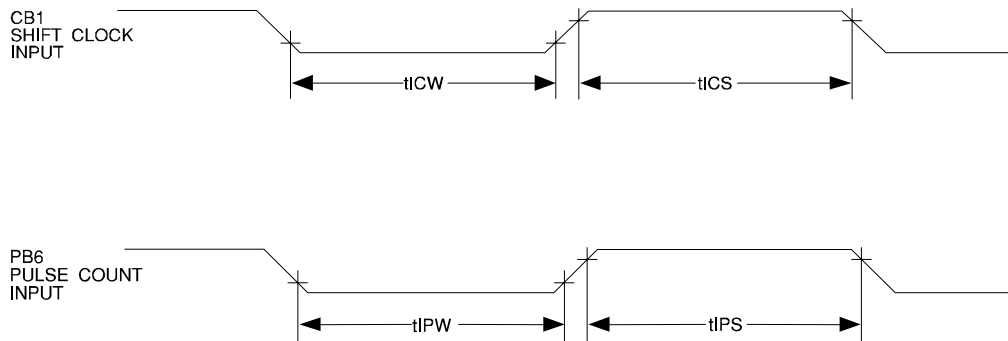 CB1
SHIFT CLOCK
INPUT
tICW
tICS
PB6
PULSE COUNT
INPUT
tIPW
tIPS